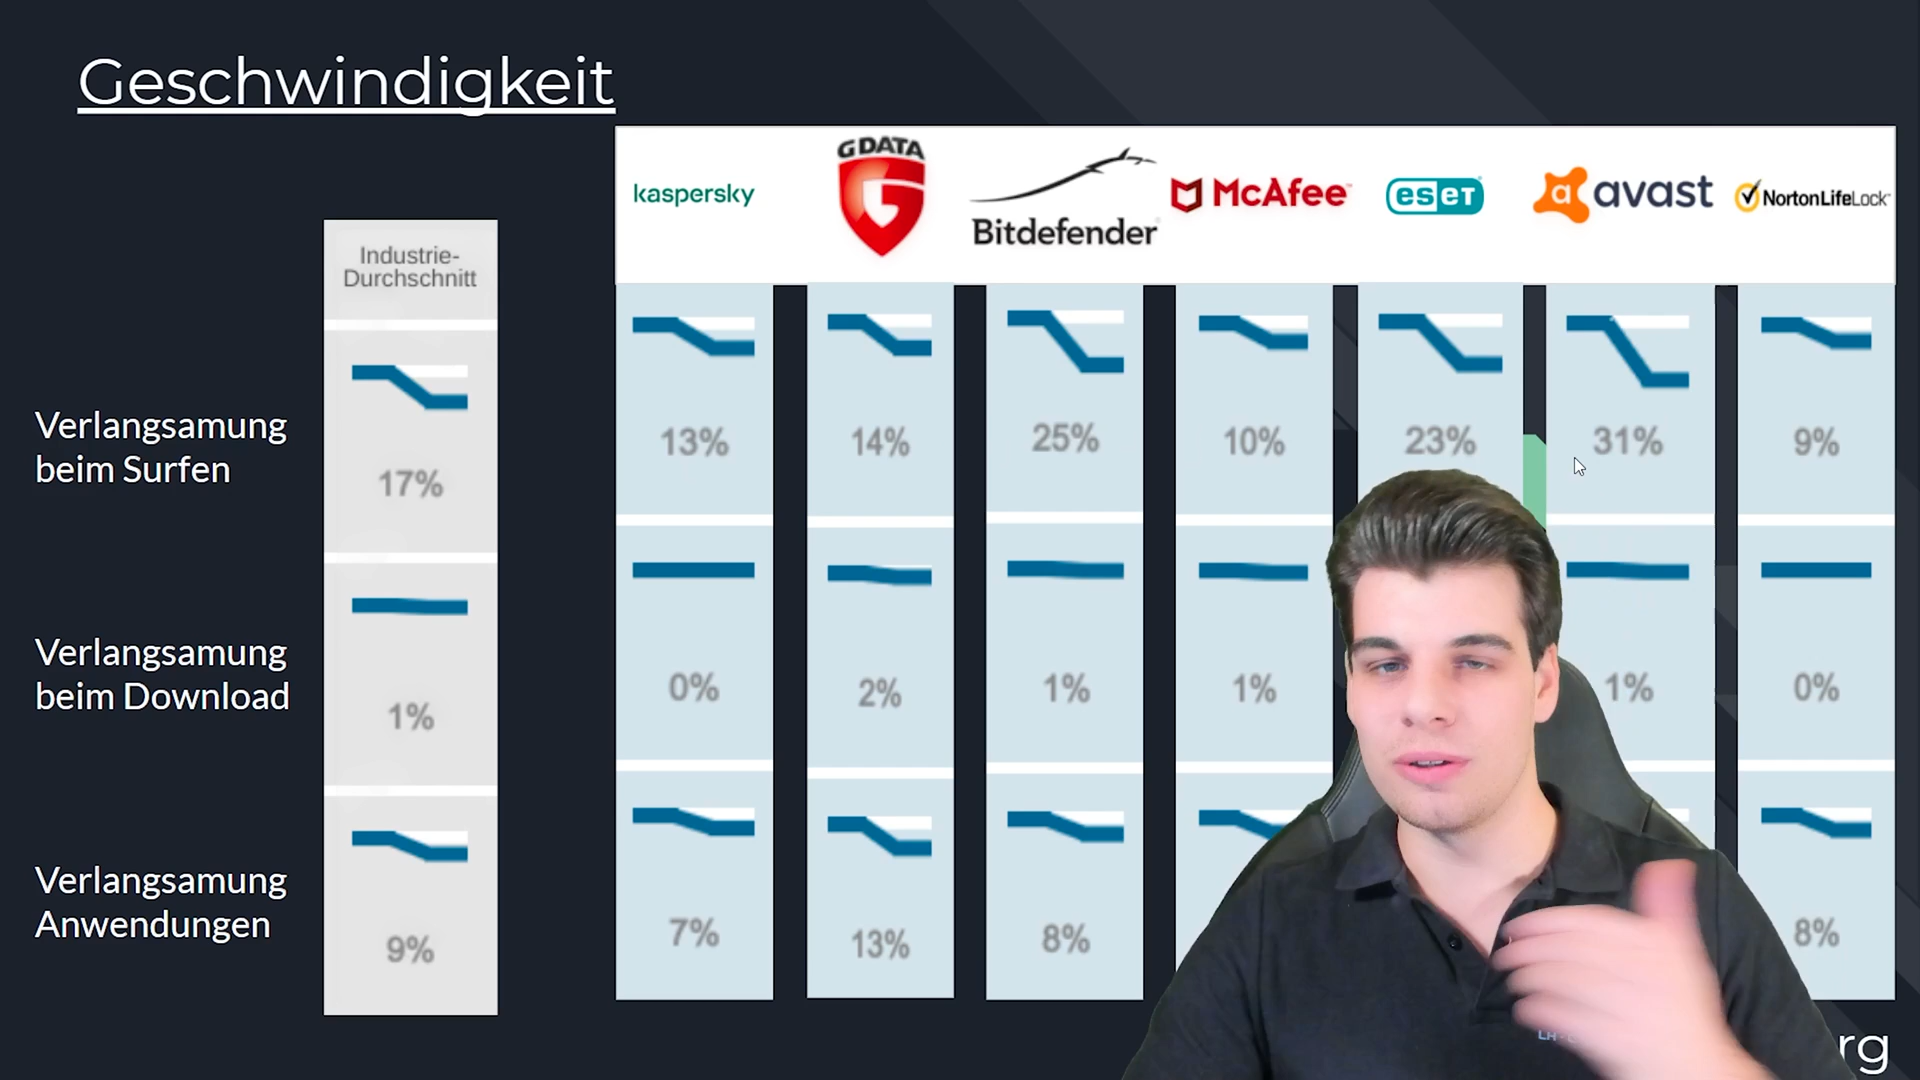 Geschwindigkeit
kaspersky
G DATA
Bitdefender
McAfee
eseT
avast
NortonLifeLock
Industrie-
Durchschnitt
Verlangsamung
beim Surfen
17%
13%
14%
25%
10%
23%
31%
9%
Verlangsamung
beim Download
1%
0%
2%
1%
1%
1%
0%
Verlangsamung
Anwendungen
9%
7%
13%
8%
8%